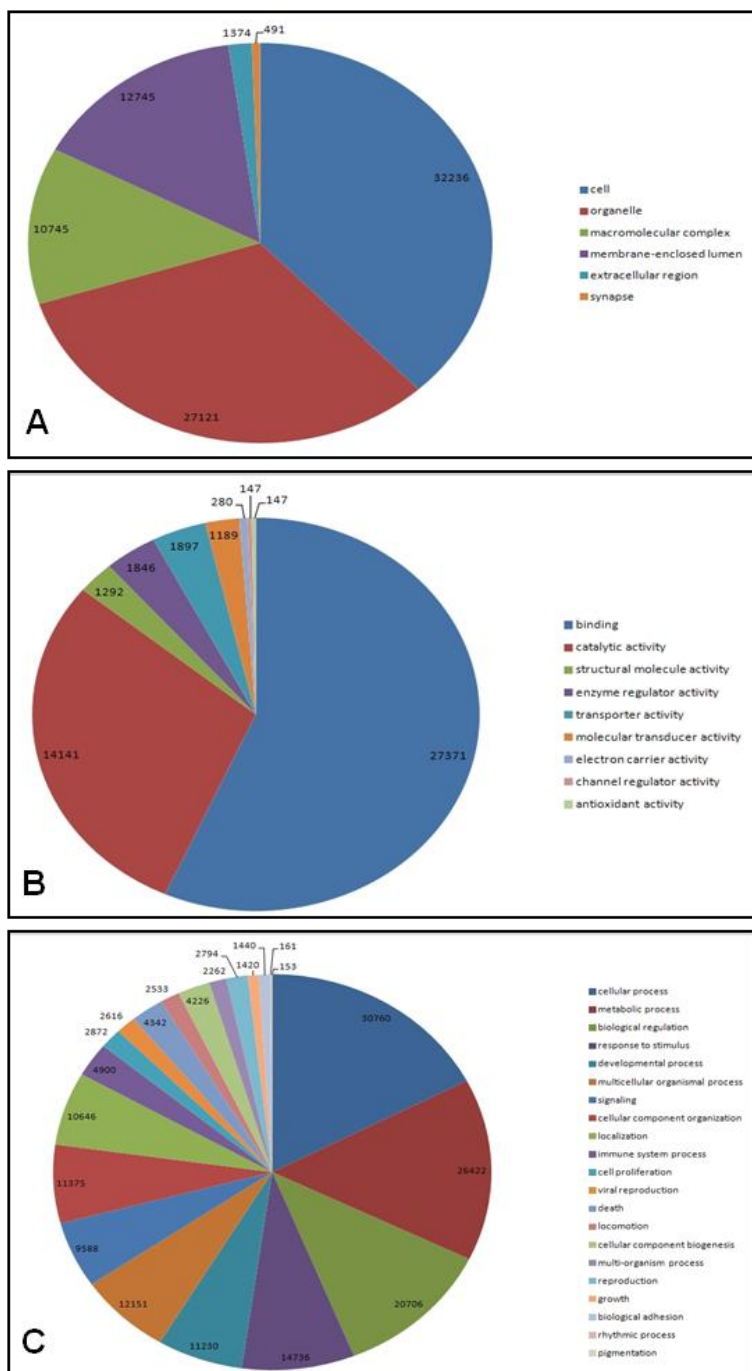 1374
491
12745
32236
10745
27121
cell
organelle
macromolecular complex
membrane-enclosed lumen
extracellular region
synapse
A
147
280
147
1189
1897
1846
1292
14141
27371
binding
catalytic activity
structural molecule activity
enzyme regulator activity
transporter activity
molecular transducer activity
electron carrier activity
channel regulator activity
antioxidant activity
B
1440
161
2794
1420
153
2262
2533
4226
2616
4342
2872
4900
10646
11375
9588
12151
11230
14736
20706
26422
30760
cellular process
metabolic process
biological regulation
response to stimulus
developmental process
multicellular organismal process
signaling
cellular component organization
localization
immune system process
cell proliferation
viral reproduction
death
locomotion
cellular component biogenesis
multi-organism process
reproduction
growth
biological adhesion
rhythmic process
pigmentation
C